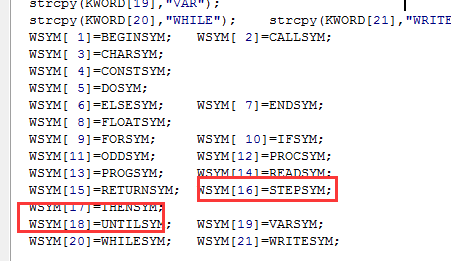 strcpy(KWORD[19],"VAR");
strcpy(KWORD[20],"WHILE"); strcpy(KWORD[21],"WRITE
WSYM[ 1]=BEGINSYM; WSYM[ 2]=CALLSYM;
WSYM[ 3]=CHARSYM;
WSYM[ 4]=CONSTSYM;
WSYM[ 5]=DOSYM;
WSYM[ 6]=ELSESYM; WSYM[ 7]=ENDSYM;
WSYM[ 8]=FLOATSYM;
WSYM[ 9]=FORSYM; WSYM[ 10]=IFSYM;
WSYM[11]=ODDSYM; WSYM[12]=PROCSYM;
WSYM[13]=PROGSYM; WSYM[14]=READSYM;
WSYM[15]=RETURNSYM; WSYM[16]=STEPSYM;
WSYM[17]=THENSYM;
WSYM[18]=UNTILSYM; WSYM[19]=VARSYM;
WSYM[20]=WHILESYM; WSYM[21]=WRITESYM;